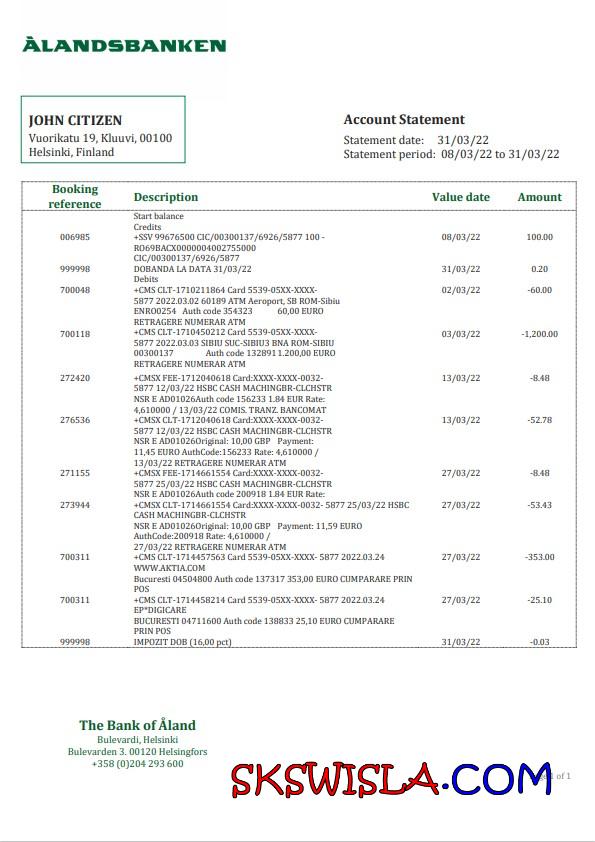 ÅLANDSBANKEN
JOHN CITIZEN
Vuorikatu 19, Kluuvi, 00100
Helsinki, Finland
Account Statement
Statement date: 31/03/22
Statement period: 08/03/22 to 31/03/22
Booking reference Description Value date Amount
Start balance
Credits
006985 +SSV 99676500 CIC/00300137/6926/5877 100 - 08/03/22 100.00
RO69BACX0000004002755000
CIC/00300137/6926/5877
999998 DOBANDA LA DATA 31/03/22 31/03/22 0.20
Debits
700048 +CMS CLT-1710211864 Card 5539-05XX-XXXX- 02/03/22 -60.00
5877 2022.03.02 60189 ATM Aeroport, SB ROM-Sibiu
ENRO0254 Auth code 354323 60,00 EURO
RETRAGERE NUMERAR ATM
700118 +CMS CLT-1710450212 Card 5539-05XX-XXXX- 03/03/22 -1,200.00
5877 2022.03.03 SIBIU SUC-SIBIU3 BNA ROM-SIBIU
00300137 Auth code 1328911.200,00 EURO
RETRAGERE NUMERAR ATM
272420 +CMSX FEE-1712040618 Card:XXXX-XXXX-0032- 13/03/22 -8.48
5877 12/03/22 HSBC CASH MACHINGBR-CLCHSTR
NSR E AD01026Auth code 156233 1.84 EUR Rate:
4,610000 / 13/03/22 COMIS. TRANZ. BANCOMAT
276536 +CMSX CLT-1712040618 Card:XXXX-XXXX-0032- 13/03/22 -52.78
5877 12/03/22 HSBC CASH MACHINGBR-CLCHSTR
NSR E AD01026Original: 10,00 GBP Payment:
11,45 EURO AuthCode:156233 Rate: 4,610000 /
13/03/22 RETRAGERE NUMERAR ATM
271155 +CMSX FEE-1714661554 Card:XXXX-XXXX-0032- 27/03/22 -8.48
5877 25/03/22 HSBC CASH MACHINGBR-CLCHSTR
NSR E AD01026Auth code 200918 1.84 EUR Rate:
273944 +CMSX CLT-1714661554 Card:XXXX-XXXX-0032- 5877 25/03/22 HSBC 27/03/22 -53.43
CASH MACHINGBR-CLCHSTR
NSR E AD01026Original: 10,00 GBP Payment: 11,59 EURO
AuthCode:200918 Rate: 4,610000 /
27/03/22 RETRAGERE NUMERAR ATM
700311 +CMS CLT-1714457563 Card 5539-05XX-XXXX- 5877 2022.03.24 27/03/22 -353.00
WWW.AKTIA.COM
Bucuresti 04504800 Auth code 137317 353,00 EURO CUMPARARE PRIN
POS
700311 +CMS CLT-1714458214 Card 5539-05XX-XXXX- 5877 2022.03.24 27/03/22 -25.10
EP*DIGICARE
BUCURESTI 04711600 Auth code 138833 25,10 EURO CUMPARARE
PRIN POS
999998 IMPOZIT DOB (16,00 pct) 31/03/22 -0.03
The Bank of Åland
Bulevardi, Helsinki
Bulevarden 3. 00120 Helsingfors
+358 (0)204 293 600
SKSWISLA.COM
Page 1 of 1